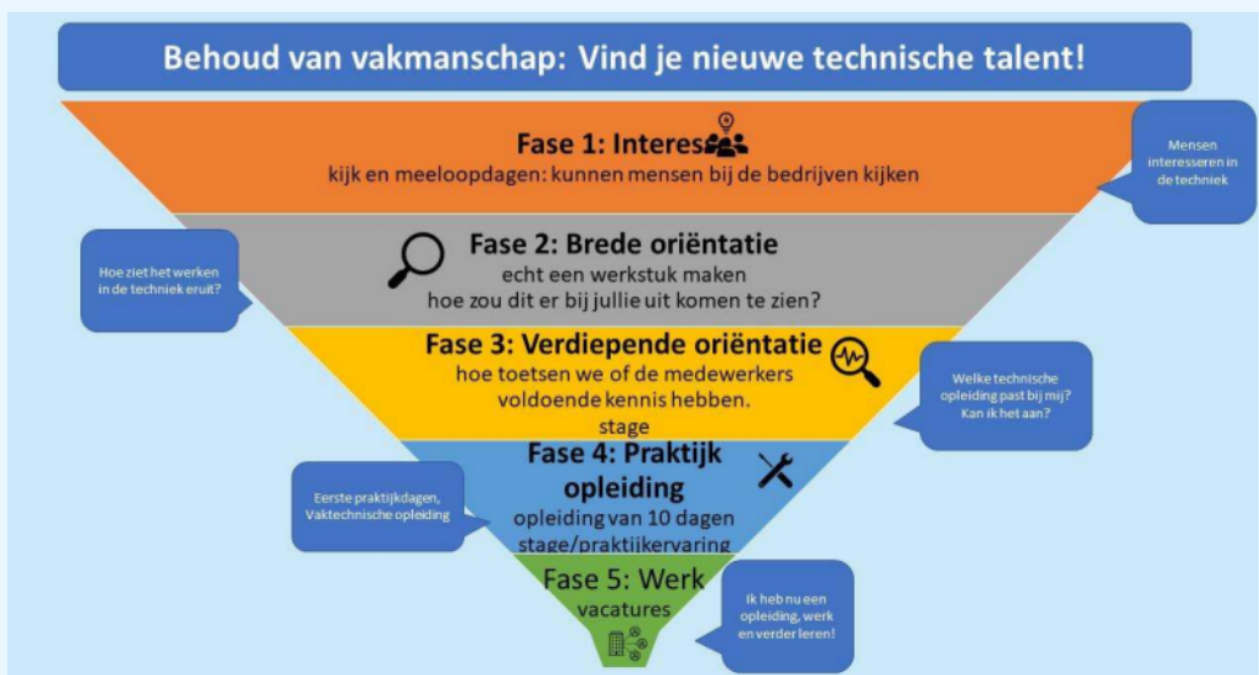 Behoud van vakmanschap: Vind je nieuwe technische talent!
Fase 1: Interes
kijk en meeloopdagen: kunnen mensen bij de bedrijven kijken
Mensen
interesseren in
de techniek
Fase 2: Brede oriëntatie
echt een werkstuk maken
hoe zou dit er bij jullie uit komen te zien?
Hoe ziet het werken
in de techniek eruit?
Fase 3: Verdiepende oriëntatie
hoe toetsen we of de medewerkers
voldoende kennis hebben.
stage
Welke technische
opleiding past bij mij?
Kan ik het aan?
Fase 4: Praktijk
opleiding
opleiding van 10 dagen
stage/praktijkervaring
Eerste praktijkdagen,
Vaktechnische opleiding
Fase 5: Werk
vacatures
Ik heb nu een
opleiding, werk
en verder leren!